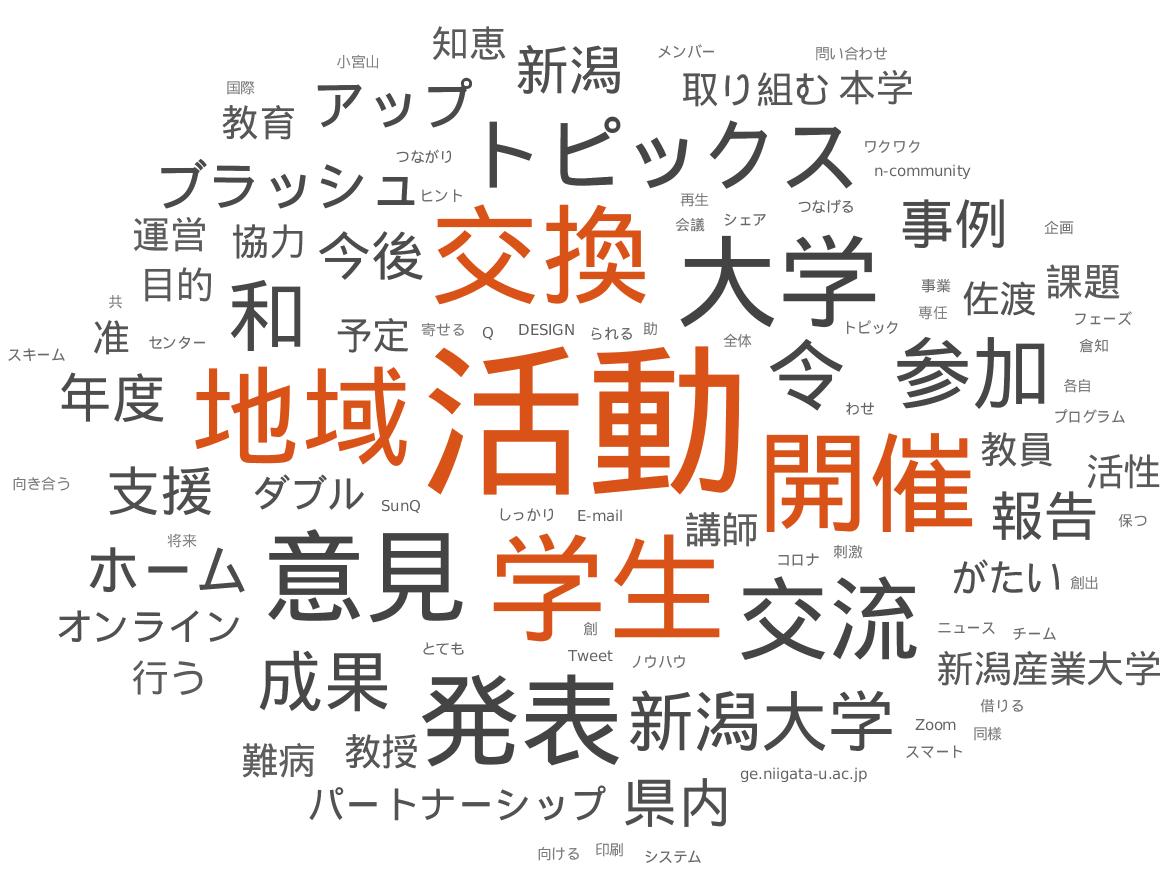 知恵
新潟
メンバー
問い合わせ
小宮山
国際
教育
アップ
取り組む
本学
つながり
トピックス
ワクワク
n-community
ブラッシュ
ヒント
再生
会議
シェア
つなげる
事例
企画
運営
協力
今後
交換
大学
目的
和
事業
専任
佐渡
課題
共
准
センター
予定
寄せる
Q
DESIGN
られる
助
全体
トピック
フェーズ
倉知
スキーム
年度
地域
活動
令
わせ
参加
各自
プログラム
向き合う
支援
ダブル
SunQ
しっかり
E-mail
講師
開催
教員
活性
報告
保つ
将来
ホーム
意見
学生
コロナ
刺激
がたい
創出
オンライン
とても
創
Tweet
ノウハウ
交流
ニュース
チーム
行う
成果
発表
新潟大学
新潟産業大学
借りる
Zoom
同様
スマート
難病
教授
ge.niigata-u.ac.jp
パートナーシップ
県内
向ける
印刷
システム